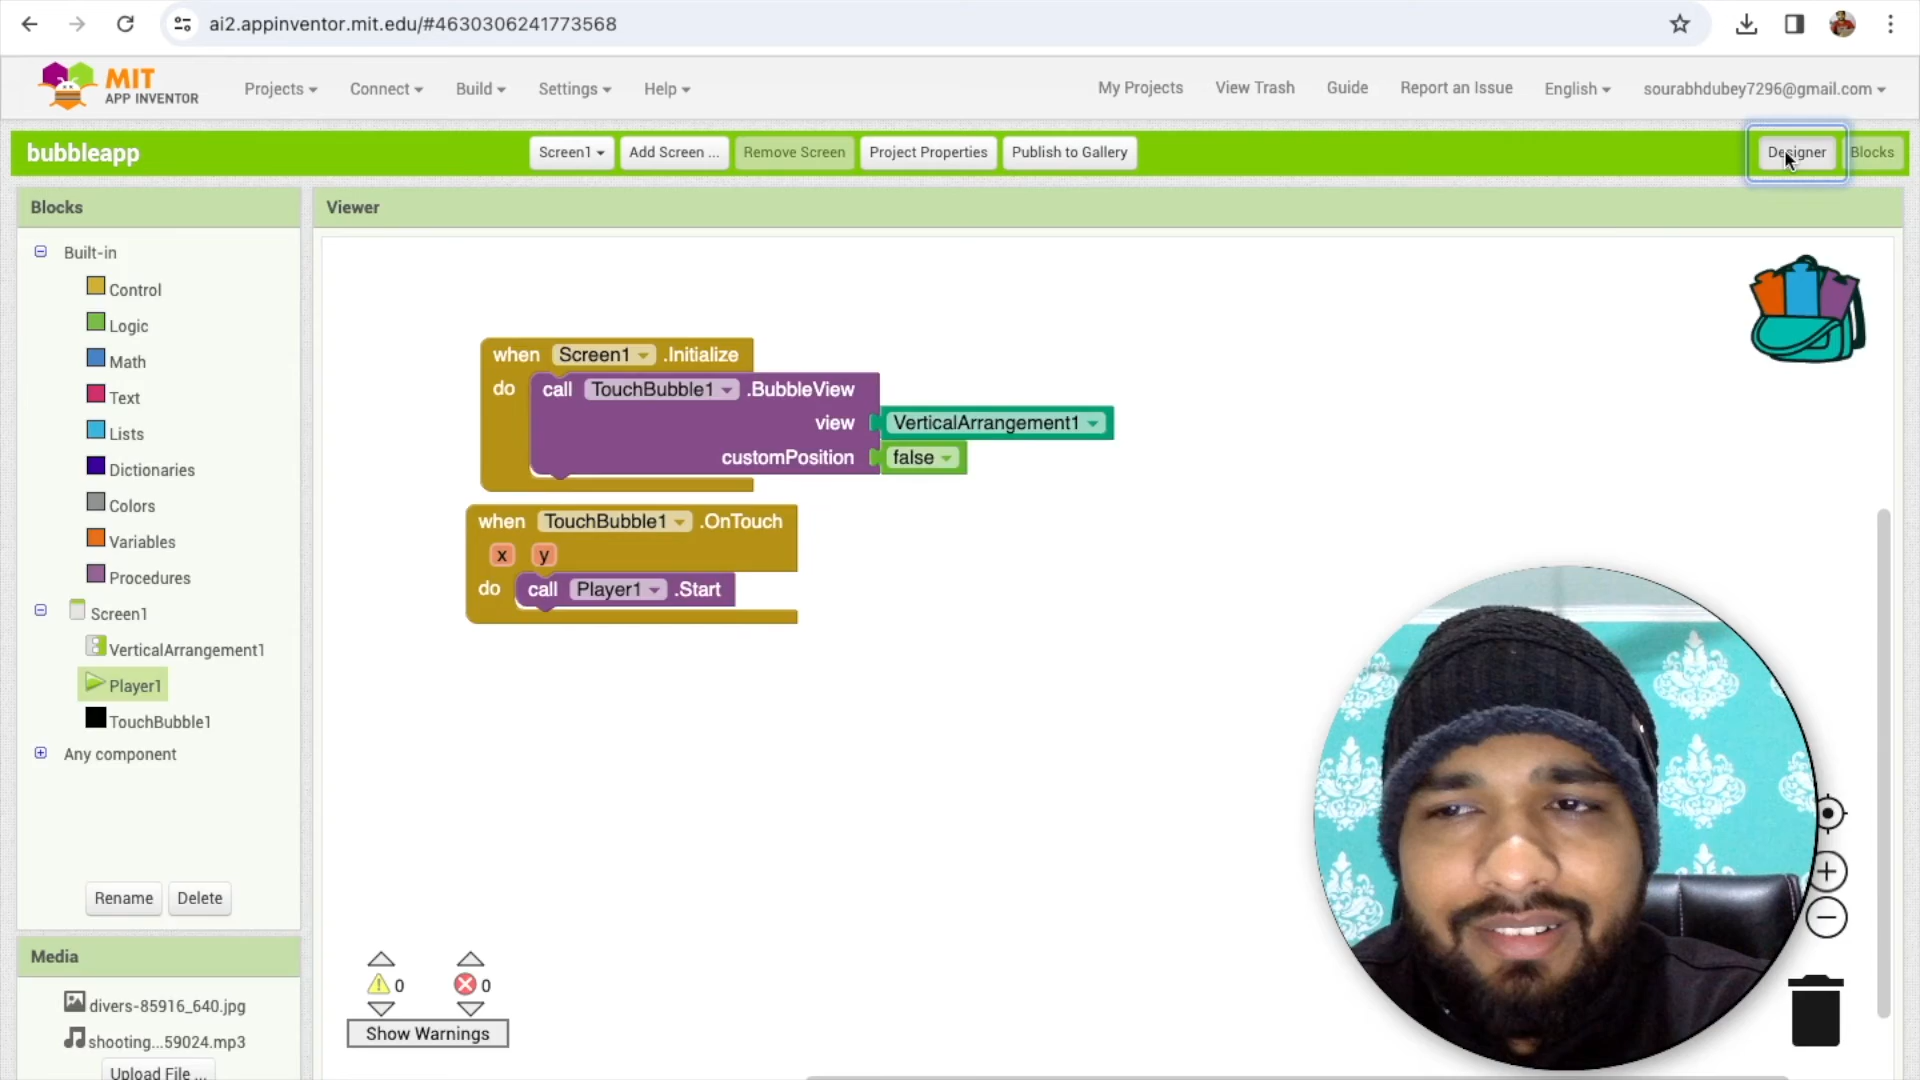 ai2.appinventor.mit.edu/#4630306241773568
MIT
APP INVENTOR
Projects
Connect
Build
Settings
Help
My Projects
View Trash
Guide
Report an Issue
English
sourabhdubey7296@gmail.com
bubbleapp
Screen1
Add Screen ...
Remove Screen
Project Properties
Publish to Gallery
Designer
Blocks
Blocks
Viewer
Built-in
Control
Logic
Math
Text
Lists
Dictionaries
Colors
Variables
Procedures
Screen1
VerticalArrangement1
Player1
TouchBubble1
Any component
Rename
Delete
Media
divers-85916_640.jpg
shooting...59024.mp3
Upload File ...
when Screen1 .Initialize
do call TouchBubble1 .BubbleView
view VerticalArrangement1
customPosition false
when TouchBubble1 .OnTouch
x y
do call Player1 .Start
0 0
Show Warnings